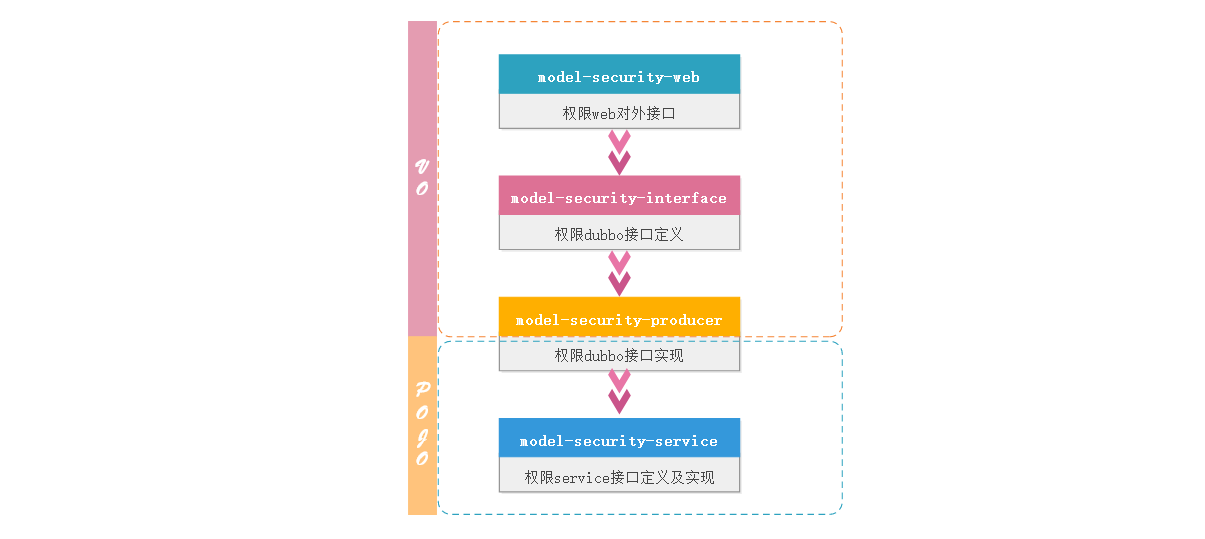 VO
model-security-web
权限web对外接口
model-security-interface
权限dubbo接口定义
model-security-producer
权限dubbo接口实现
POJO
model-security-service
权限service接口定义及实现